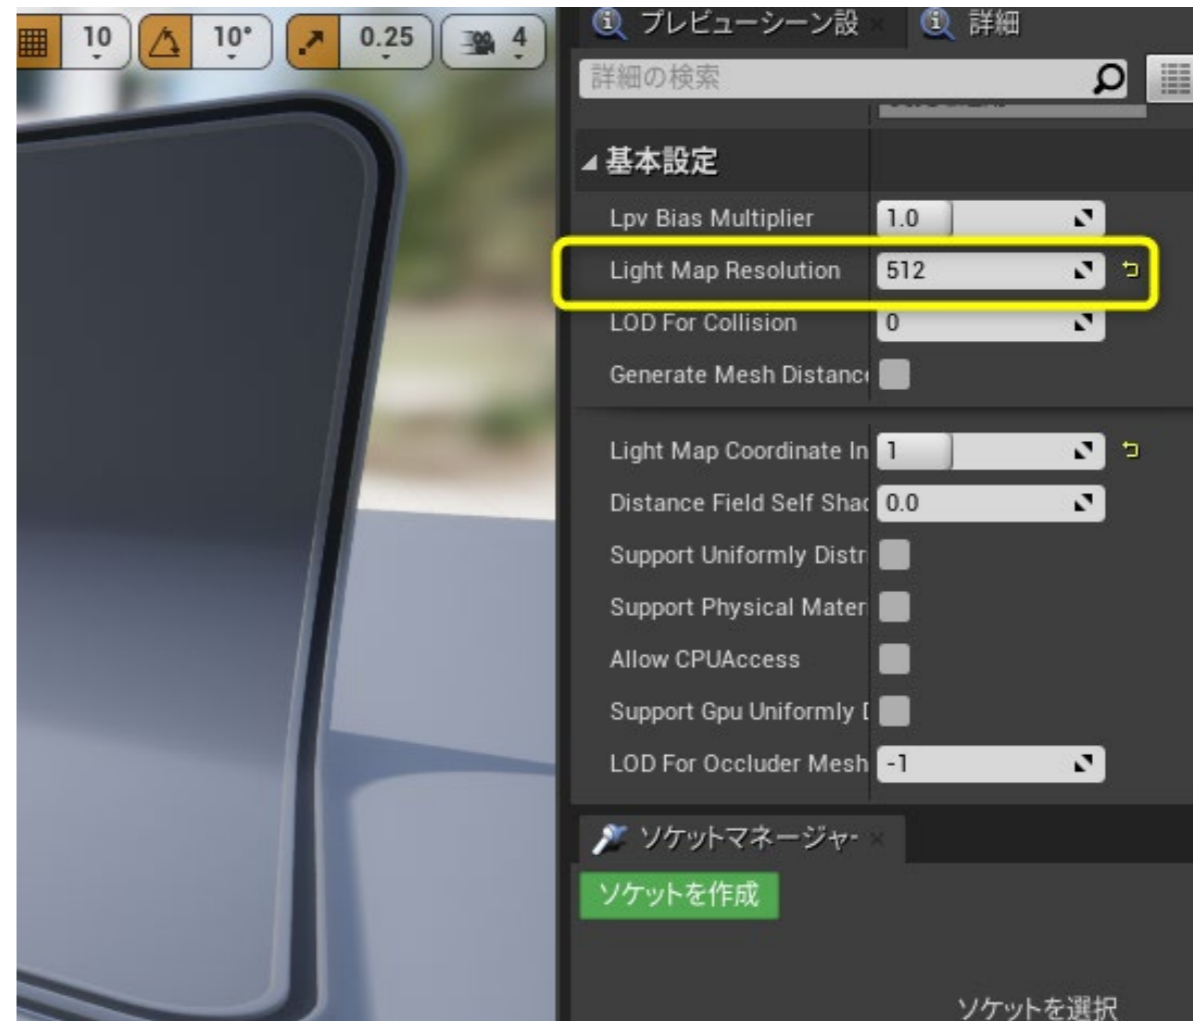 10 10° 0.25 4
プレビューシーン設 詳細
詳細の検索
基本設定
Lpv Bias Multiplier 1.0
Light Map Resolution 512
LOD For Collision 0
Generate Mesh Distance
Light Map Coordinate In 1
Distance Field Self Shac 0.0
Support Uniformly Distr
Support Physical Mater
Allow CPUAccess
Support Gpu Uniformly D
LOD For Occluder Mesh -1
ソケットマネージャー
ソケットを作成
ソケットを選択